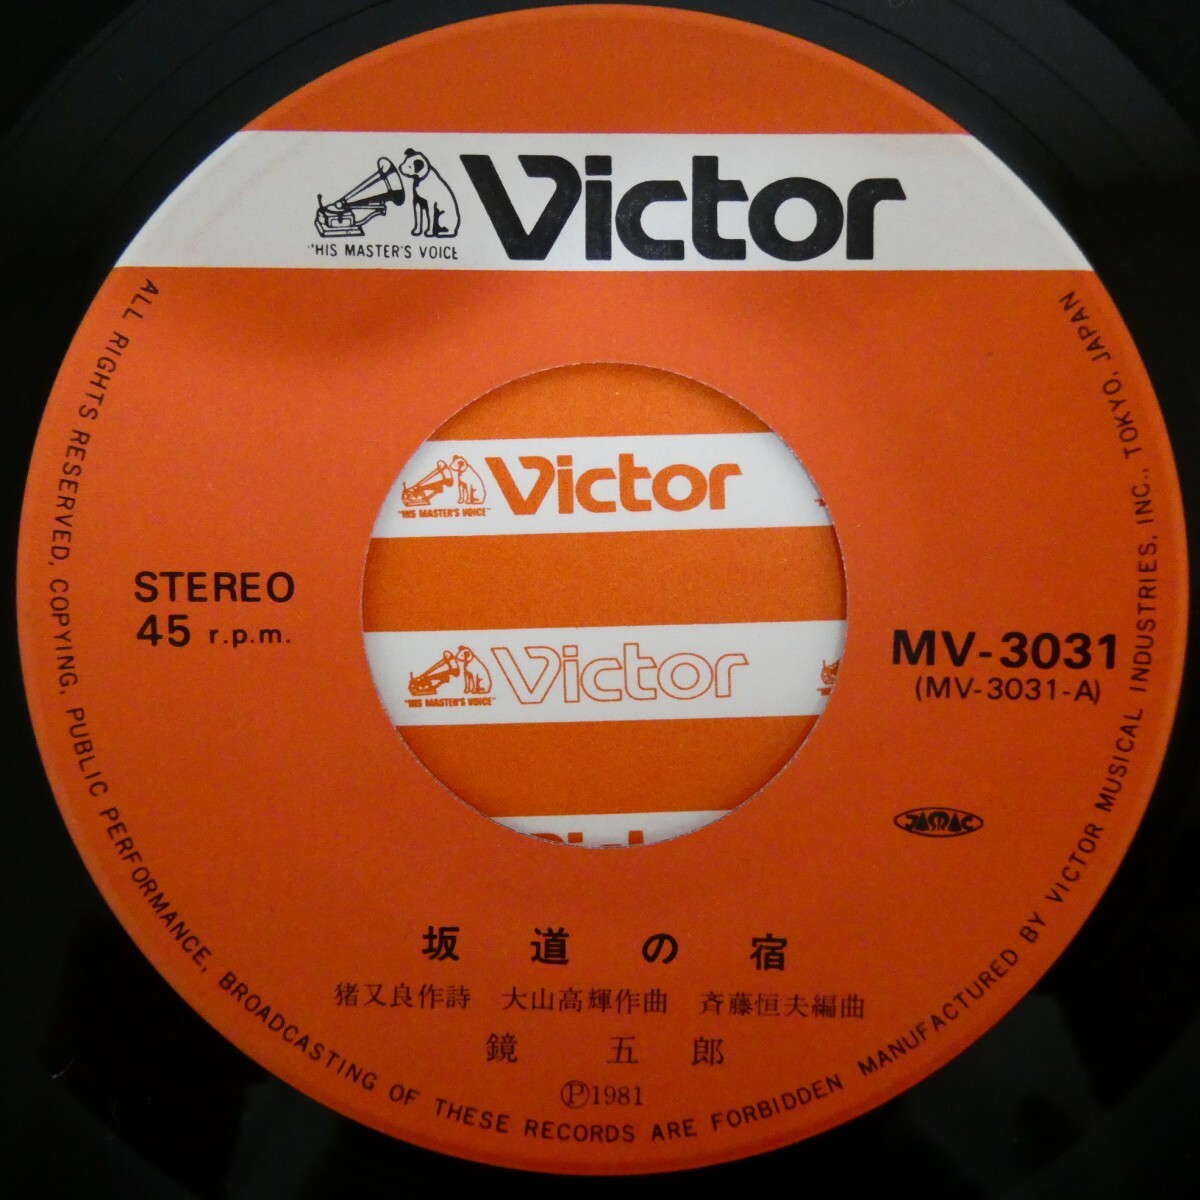 "HIS MASTER'S VOICE
Victor
ALL RIGHTS RESERVED, COPYING, PUBLIC PERFORMANCE, BROADCASTING OF THESE RECORDS ARE FORBIDDEN MANUFACTURED BY VICTOR MUSICAL INDUSTRIES, INC., TOKYO, JAPAN
"HIS MASTER'S VOICE"
Victor
STEREO
45 r.p.m.
"HIS MASTER'S VOICE"
Victor
MV-3031
(MV-3031-A)
JASRAC
坂道の宿
猪又良作詩 大山高輝作曲 斉藤恒夫編曲
鏡五郎
Ⓟ1981